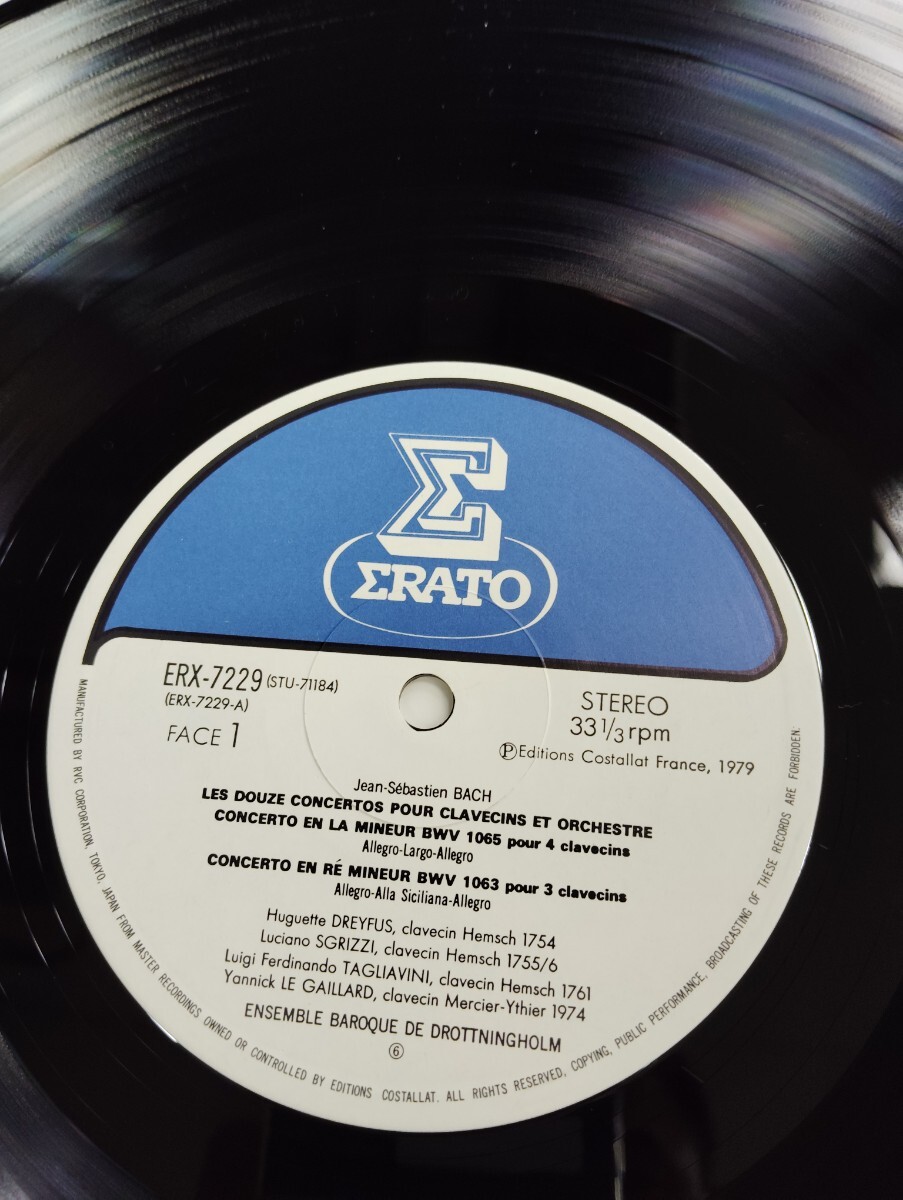 ΣRATO
ERX-7229 (STU-71184)
(ERX-7229-A)
FACE 1
STEREO
33 1/3 rpm
ⓅEditions Costallat France, 1979
Jean-Sébastien BACH
LES DOUZE CONCERTOS POUR CLAVECINS ET ORCHESTRE
CONCERTO EN LA MINEUR BWV 1065 pour 4 clavecins
Allegro-Largo-Allegro
CONCERTO EN RÉ MINEUR BWV 1063 pour 3 clavecins
Allegro-Alla Siciliana-Allegro
Huguette DREYFUS, clavecin Hemsch 1754
Luciano SGRIZZI, clavecin Hemsch 1755/6
Luigi Ferdinando TAGLIAVINI, clavecin Hemsch 1761
Yannick LE GAILLARD, clavecin Mercier-Ythier 1974
ENSEMBLE BAROQUE DE DROTTNINGHOLM
⑥
MANUFACTURED BY RVC CORPORATION, TOKYO, JAPAN FROM MASTER RECORDINGS OWNED OR CONTROLLED BY EDITIONS COSTALLAT. ALL RIGHTS RESERVED, COPYING, PUBLIC PERFORMANCE, BROADCASTING OF THESE RECORDS ARE FORBIDDEN.